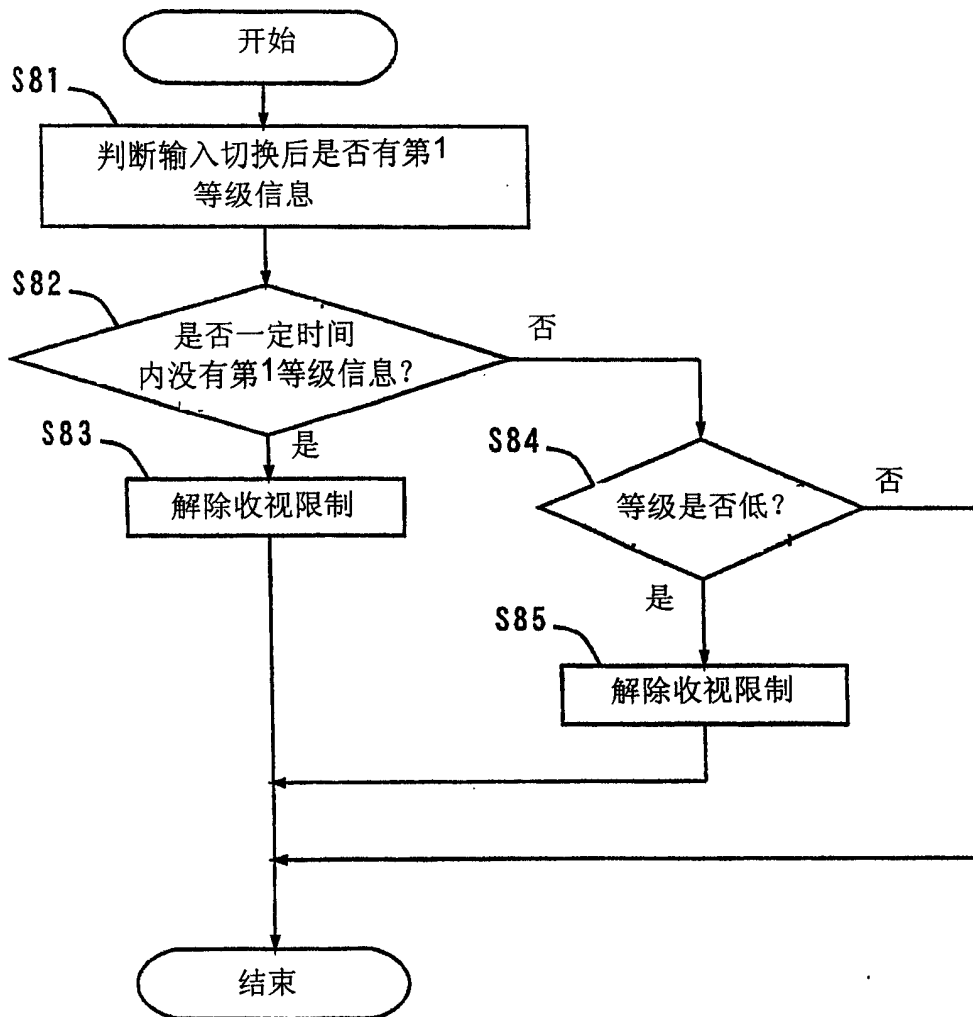 开始
S81
判断输入切换后是否有第1
等级信息
S82
是否一定时间
内没有第1等级信息?
否
S83
是
解除收视限制
S84
等级是否低?
否
是
S85
解除收视限制
结束